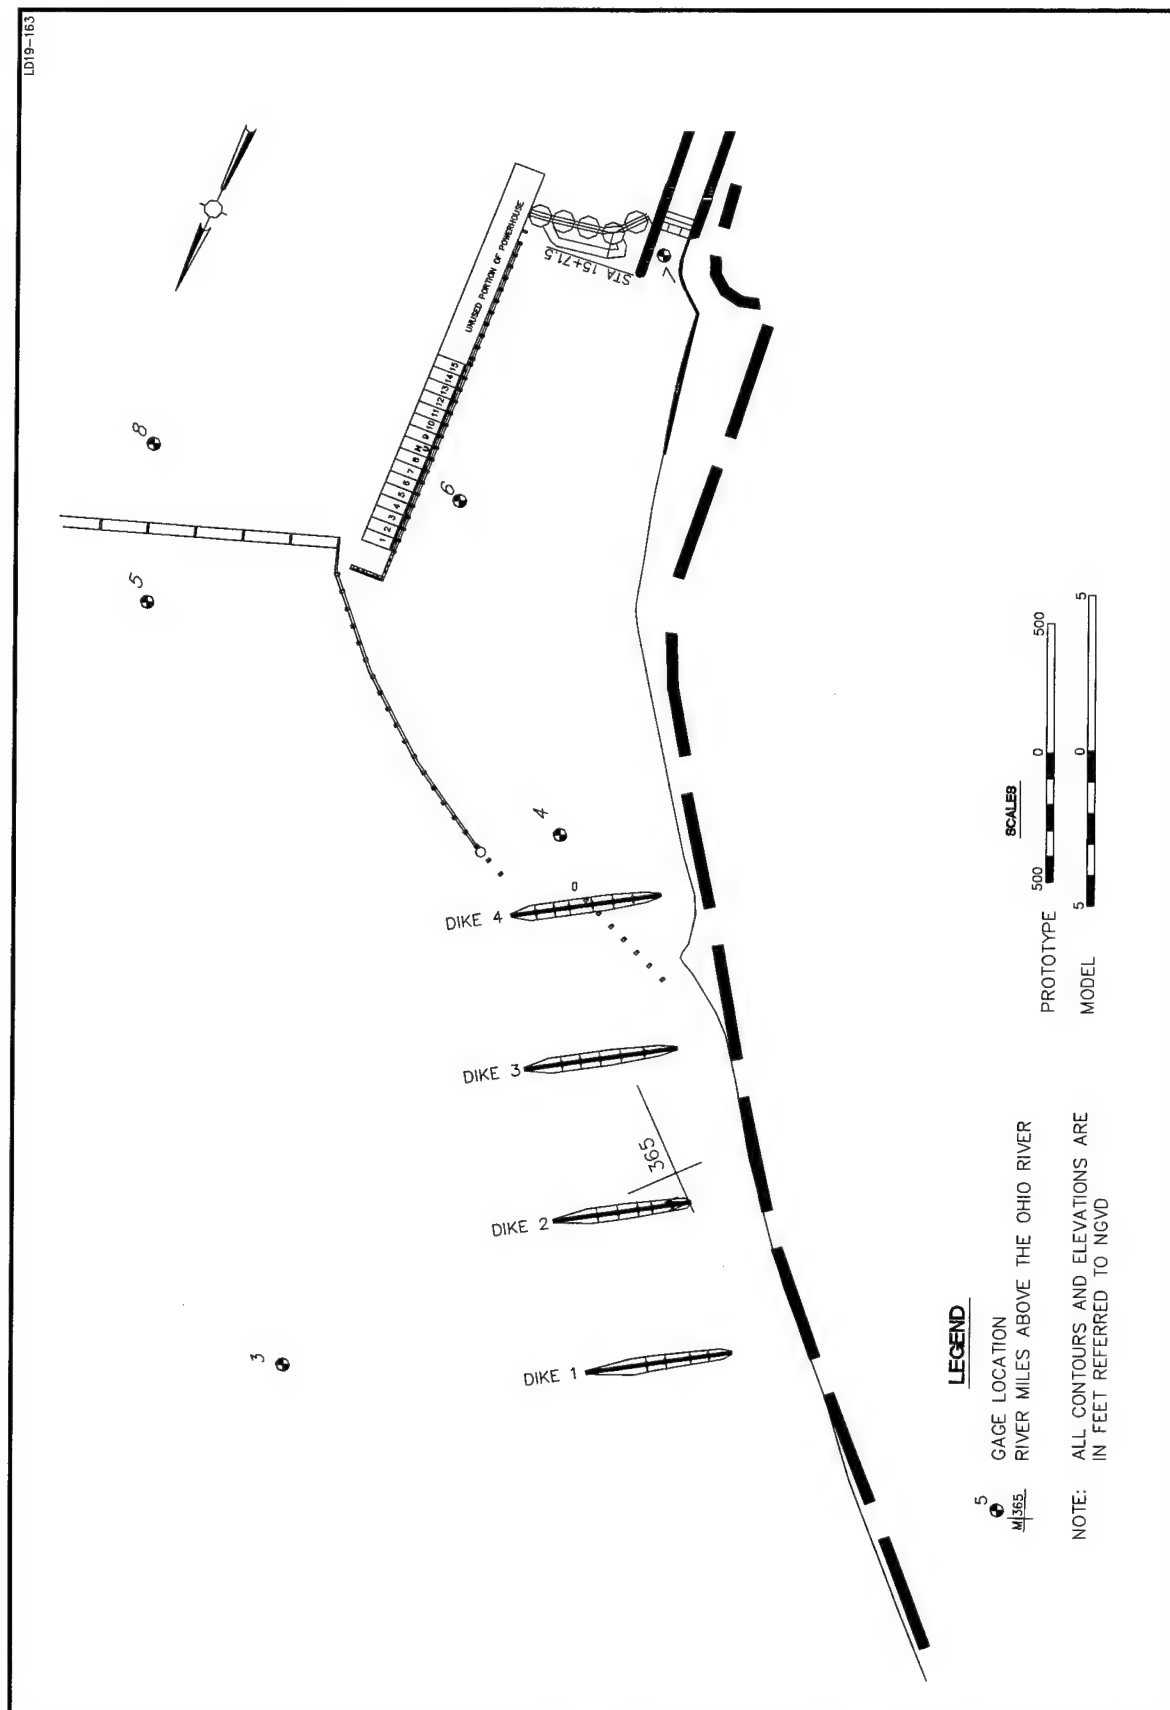 LD19-163
8
5
UNUSED PORTION OF POWERHOUSE
1 2 3 4 5 6 7 8 9 10 11 12 13 14 15
STA 15+71.5
7
6
4
DIKE 4
DIKE 3
365
DIKE 2
3
DIKE 1
SCALES
PROTOTYPE 500 0 500
MODEL 5 0 5
LEGEND
5 GAGE LOCATION
M 365 RIVER MILES ABOVE THE OHIO RIVER
NOTE: ALL CONTOURS AND ELEVATIONS ARE
IN FEET REFERRED TO NGVD